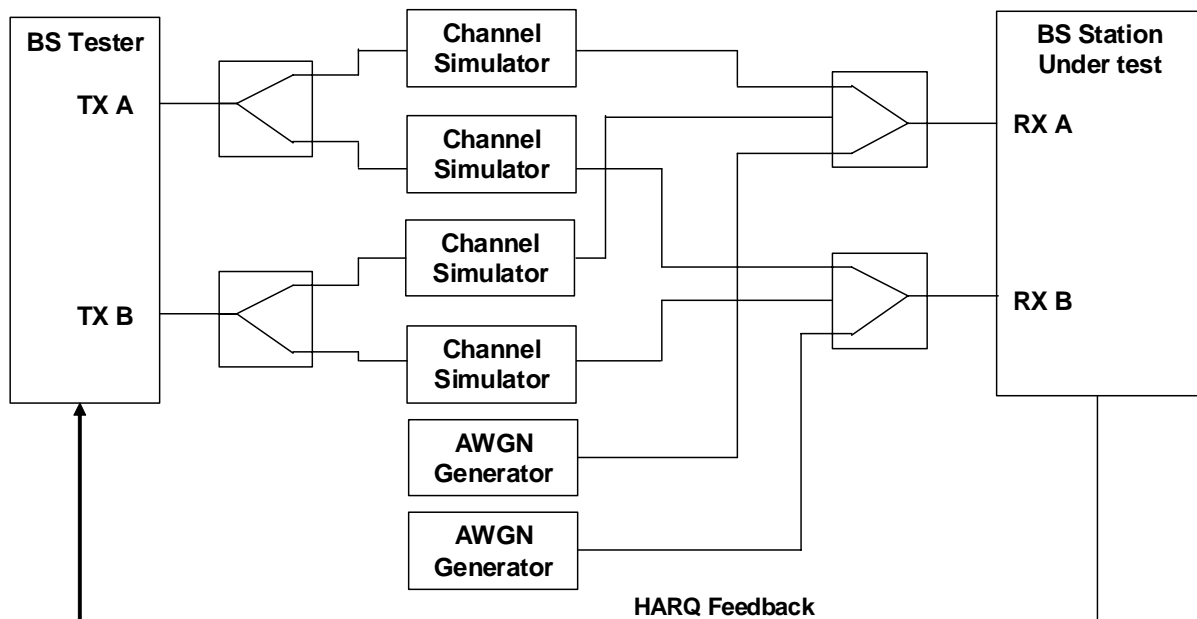 BS Tester
TX A
TX B
Channel
Simulator
Channel
Simulator
Channel
Simulator
Channel
Simulator
AWGN
Generator
AWGN
Generator
BS Station
Under test
RX A
RX B
HARQ Feedback